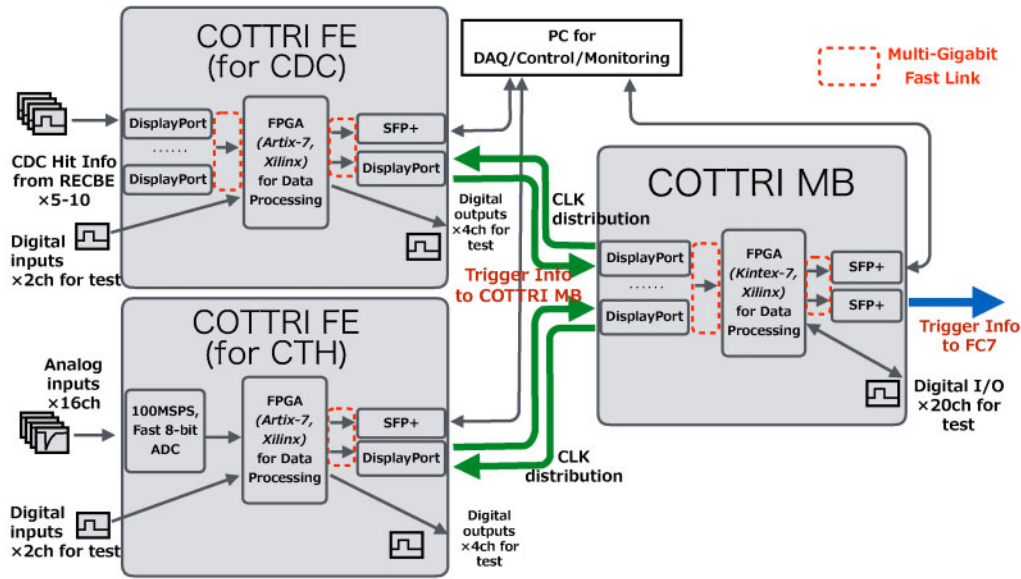 COTTRI FE
(for CDC)
DisplayPort
......
DisplayPort
FPGA
(Artix-7,
Xilinx)
for Data
Processing
SFP+
DisplayPort
CDC Hit Info
from RECBE
×5-10
Digital
inputs
×2ch for test
Digital
outputs
×4ch for
test
PC for
DAQ/Control/Monitoring
Multi-Gigabit
Fast Link
CLK
distribution
Trigger Info
to COTTRI MB
COTTRI MB
DisplayPort
......
DisplayPort
FPGA
(Kintex-7,
Xilinx)
for Data
Processing
SFP+
SFP+
Trigger Info
to FC7
Digital I/O
×20ch for
test
COTTRI FE
(for CTH)
Analog
inputs
×16ch
100MSPS,
Fast 8-bit
ADC
FPGA
(Artix-7,
Xilinx)
for Data
Processing
SFP+
DisplayPort
CLK
distribution
Digital
inputs
×2ch for test
Digital
outputs
×4ch for
test